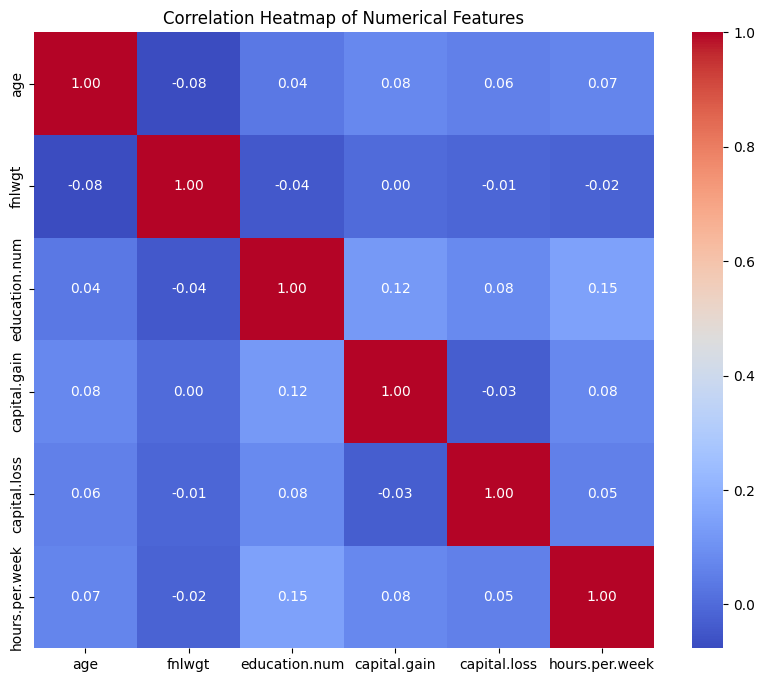 Correlation Heatmap of Numerical Features
age 1.00 -0.08 0.04 0.08 0.06 0.07
fnlwgt -0.08 1.00 -0.04 0.00 -0.01 -0.02
education.num 0.04 -0.04 1.00 0.12 0.08 0.15
capital.gain 0.08 0.00 0.12 1.00 -0.03 0.08
capital.loss 0.06 -0.01 0.08 -0.03 1.00 0.05
hours.per.week 0.07 -0.02 0.15 0.08 0.05 1.00
age fnlwgt education.num capital.gain capital.loss hours.per.week
1.0
0.8
0.6
0.4
0.2
0.0